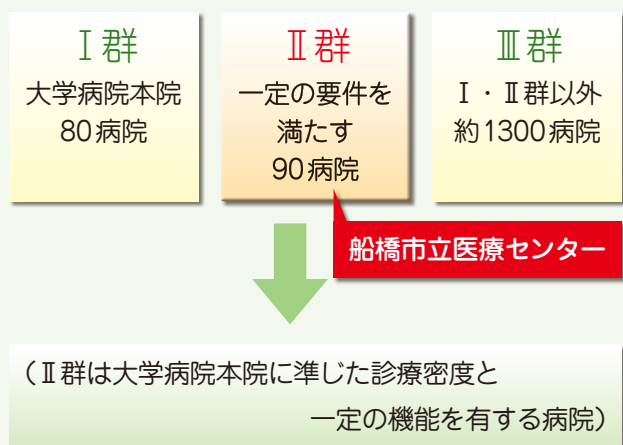 Ⅰ群
大学病院本院
80病院
Ⅱ群
一定の要件を
満たす
90病院
Ⅲ群
Ⅰ・Ⅱ群以外
約1300病院
船橋市立医療センター
(Ⅱ群は大学病院本院に準じた診療密度と
一定の機能を有する病院)